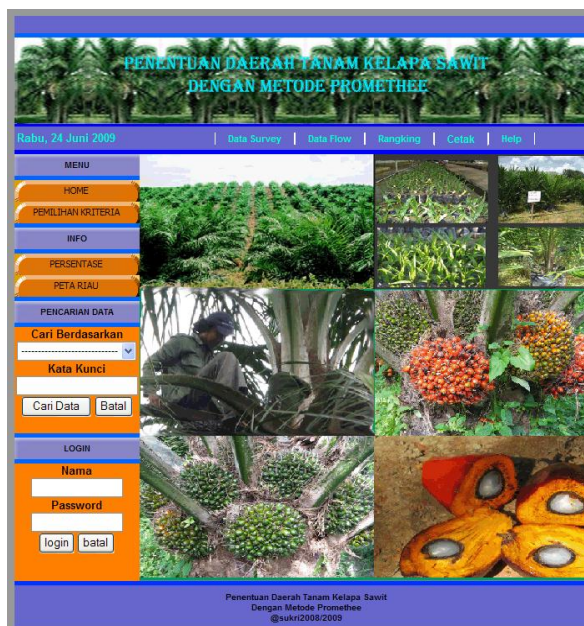 PENENTUAN DAERAH TANAM KELAPA SAWIT
DENGAN METODE PROMETHEE
Rabu, 24 Juni 2009
Data Survey
Data Flow
Rangking
Cetak
Help
MENU
HOME
PEMILIHAN KRITERIA
INFO
PERSENTASE
PETA RIAU
PENCARIAN DATA
Cari Berdasarkan
Kata Kunci
Cari Data
Batal
LOGIN
Nama
Password
login
batal
Penentuan Daerah Tanam Kelapa Sawit
Dengan Metode Promethee
@sukri2008/2009